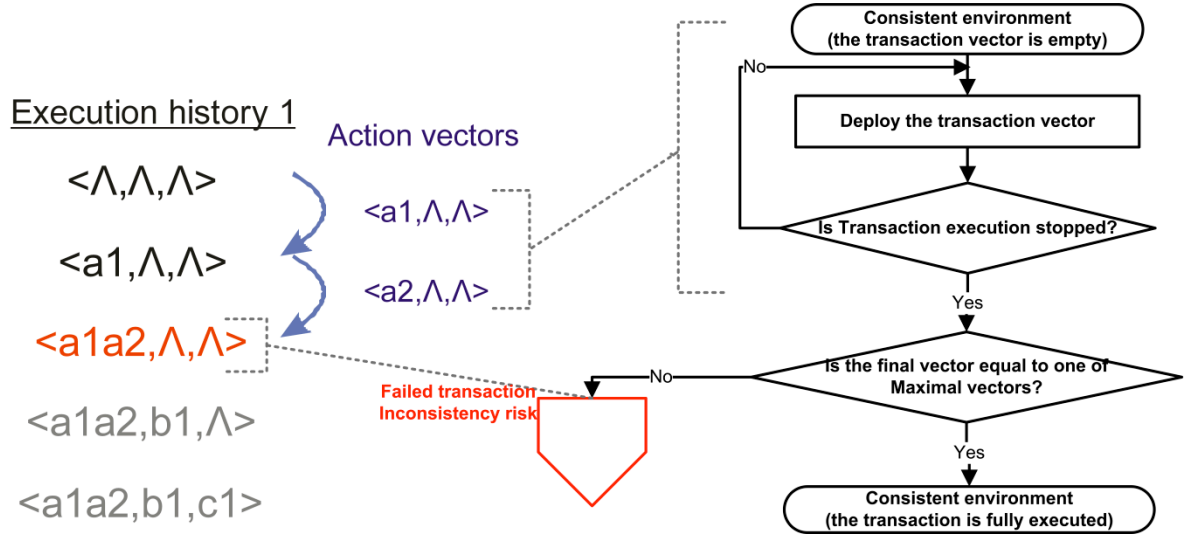 Execution history 1
<Λ,Λ,Λ>
<a1,Λ,Λ>
<a1a2,Λ,Λ>
<a1a2,b1,Λ>
<a1a2,b1,c1>
Action vectors
<a1,Λ,Λ>
<a2,Λ,Λ>
Consistent environment
(the transaction vector is empty)
No
Deploy the transaction vector
Is Transaction execution stopped?
Yes
Is the final vector equal to one of
Maximal vectors?
No
Failed transaction
Inconsistency risk
Yes
Consistent environment
(the transaction is fully executed)